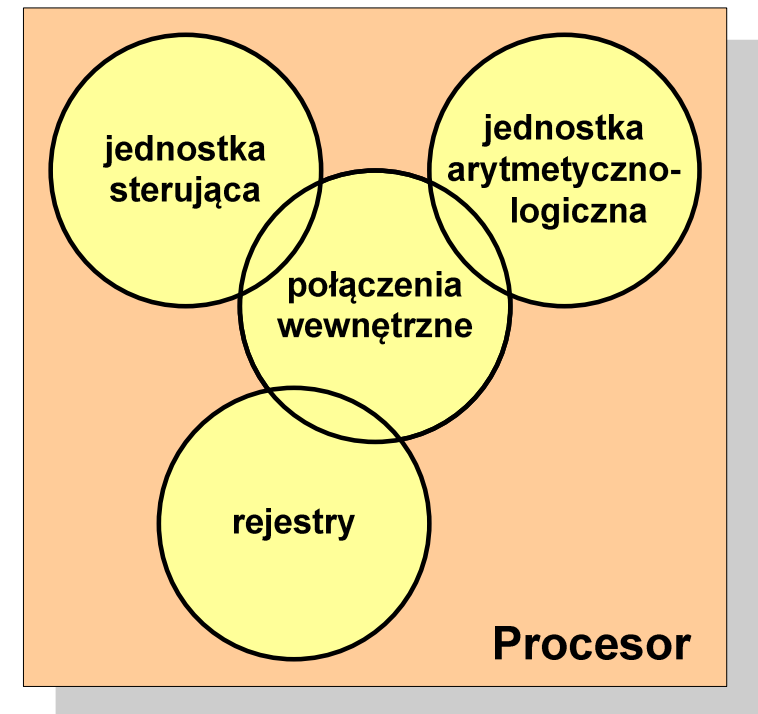 jednostka
sterująca
jednostka
arytmetyczno-
logiczna
połączenia
wewnętrzne
rejestry
Procesor